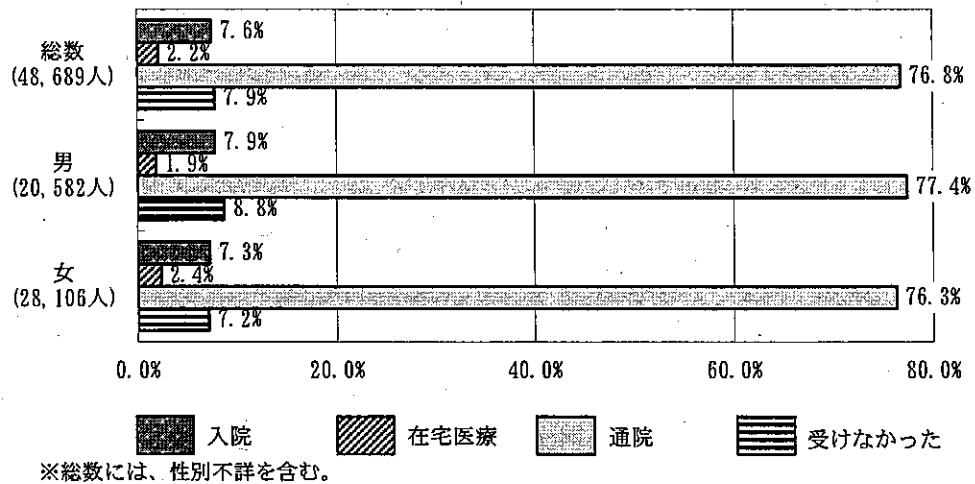 総数
(48,689人)
7.6%
2.2%
76.8%
7.9%
男
(20,582人)
7.9%
1.9%
77.4%
8.8%
女
(28,106人)
7.3%
2.4%
76.3%
7.2%
0.0% 20.0% 40.0% 60.0% 80.0%
入院 在宅医療 通院 受けなかった
※総数には、性別不詳を含む。